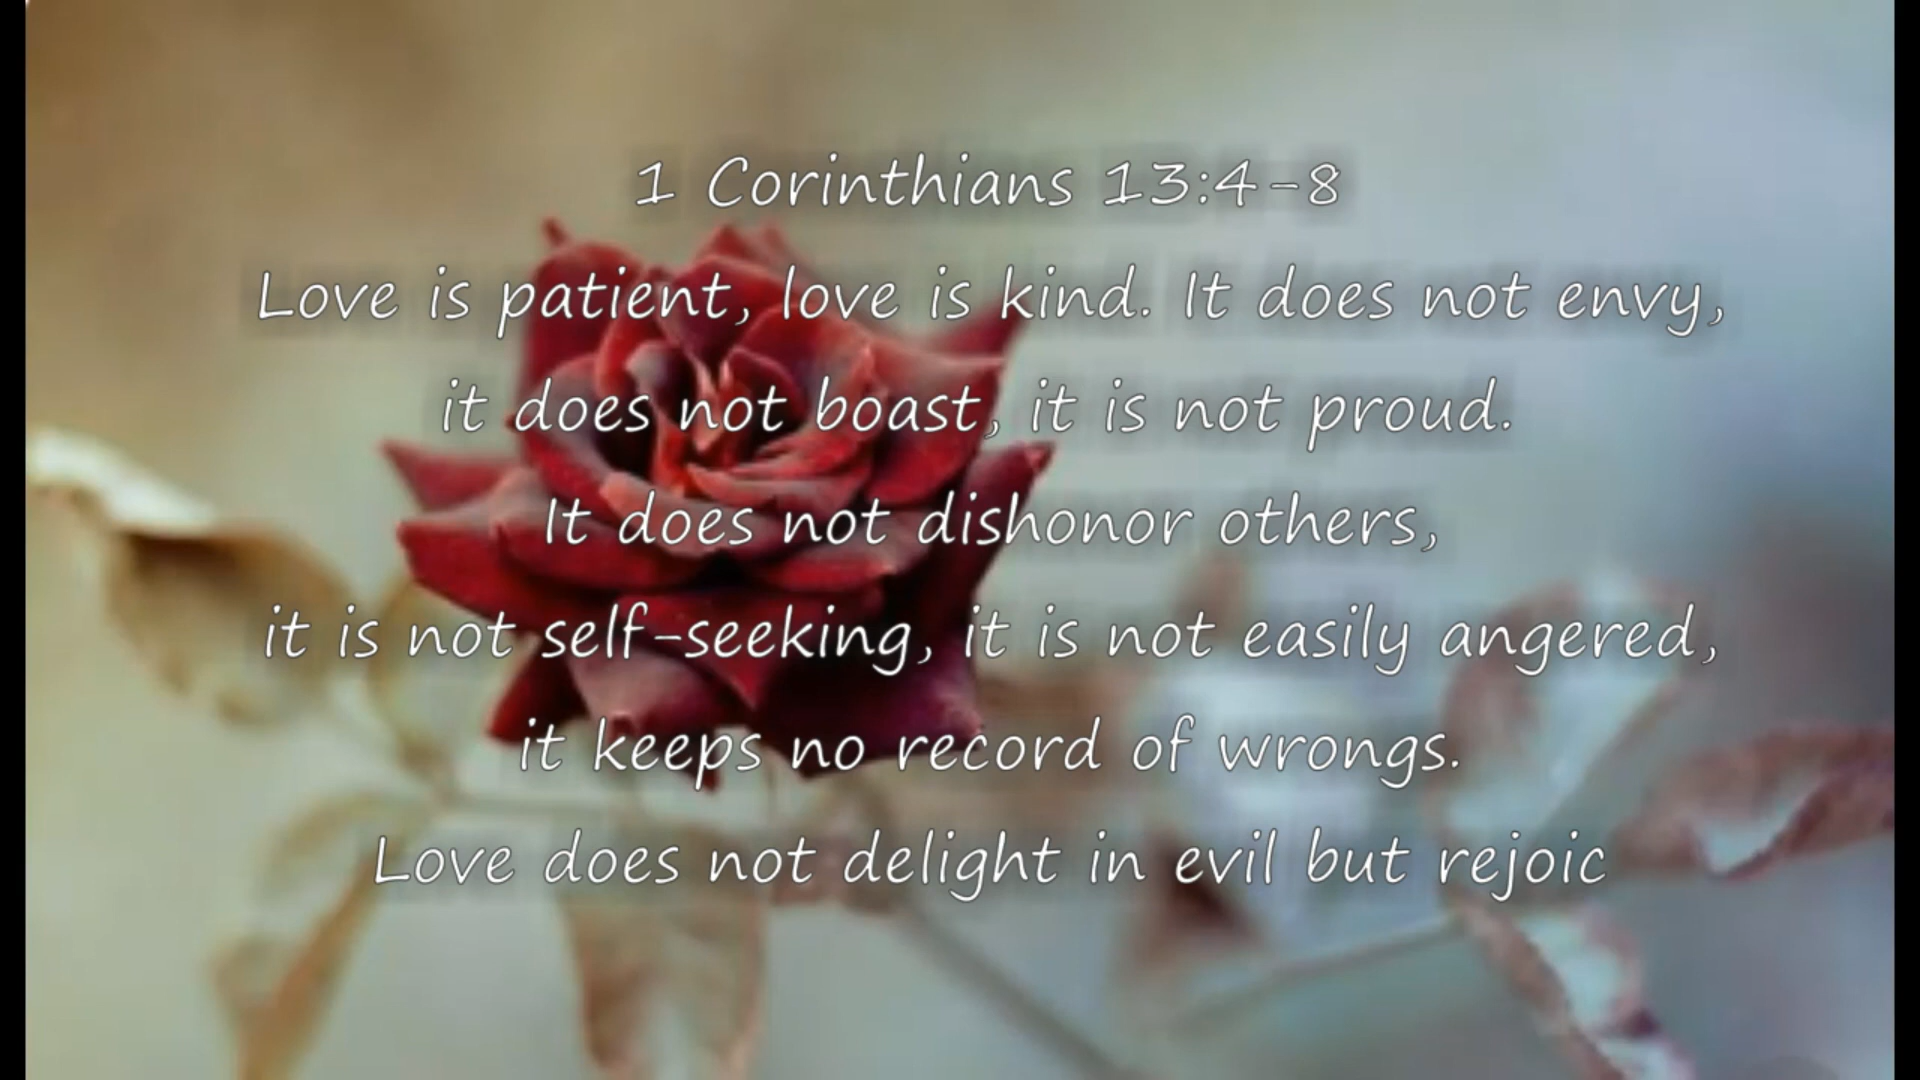 1 Corinthians 13:4-8
Love is patient, love is kind. It does not envy,
it does not boast, it is not proud.
It does not dishonor others,
it is not self-seeking, it is not easily angered,
it keeps no record of wrongs.
Love does not delight in evil but rejoic